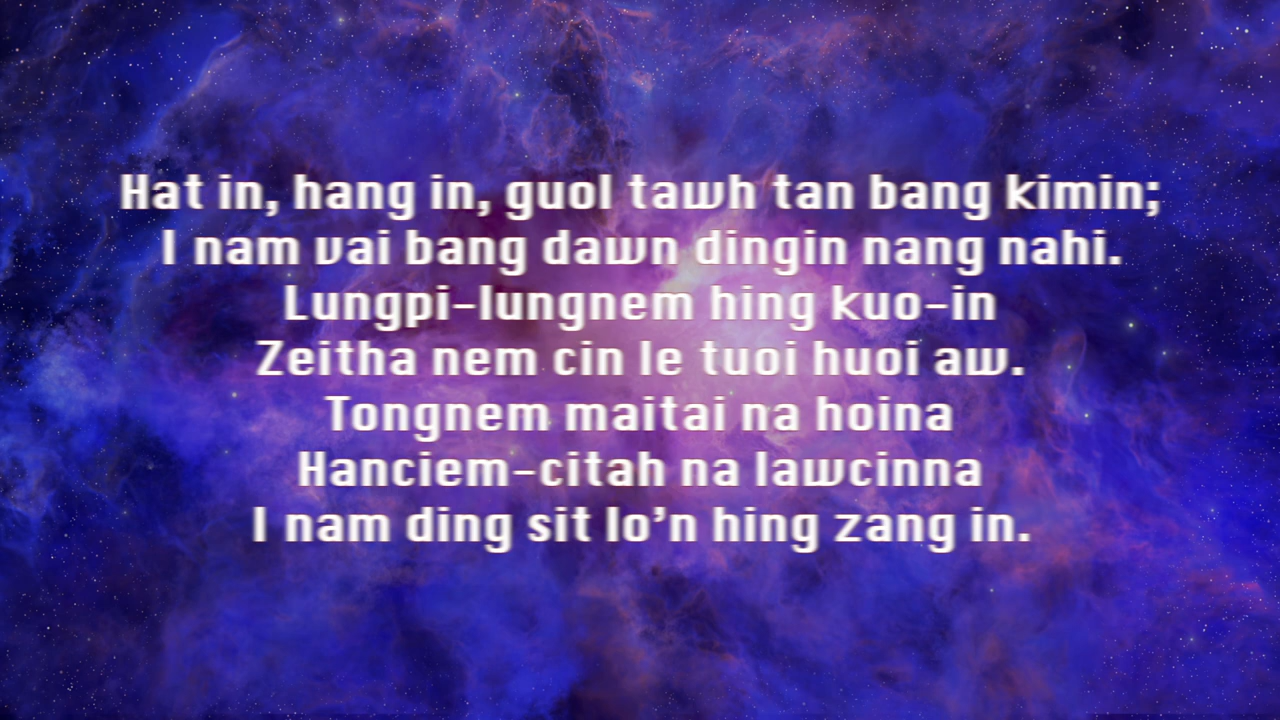 Hat in, hang in, guol tawh tan bang kimin;
I nam vai bang dawn dingin nang nahi.
Lungpi-lungnem hing kuo-in
Zeitha nem cin le tuoi huoi aw.
Tongnem maitai na hoina
Hanciem-citah na lawcinna
I nam ding sit lo’n hing zang in.